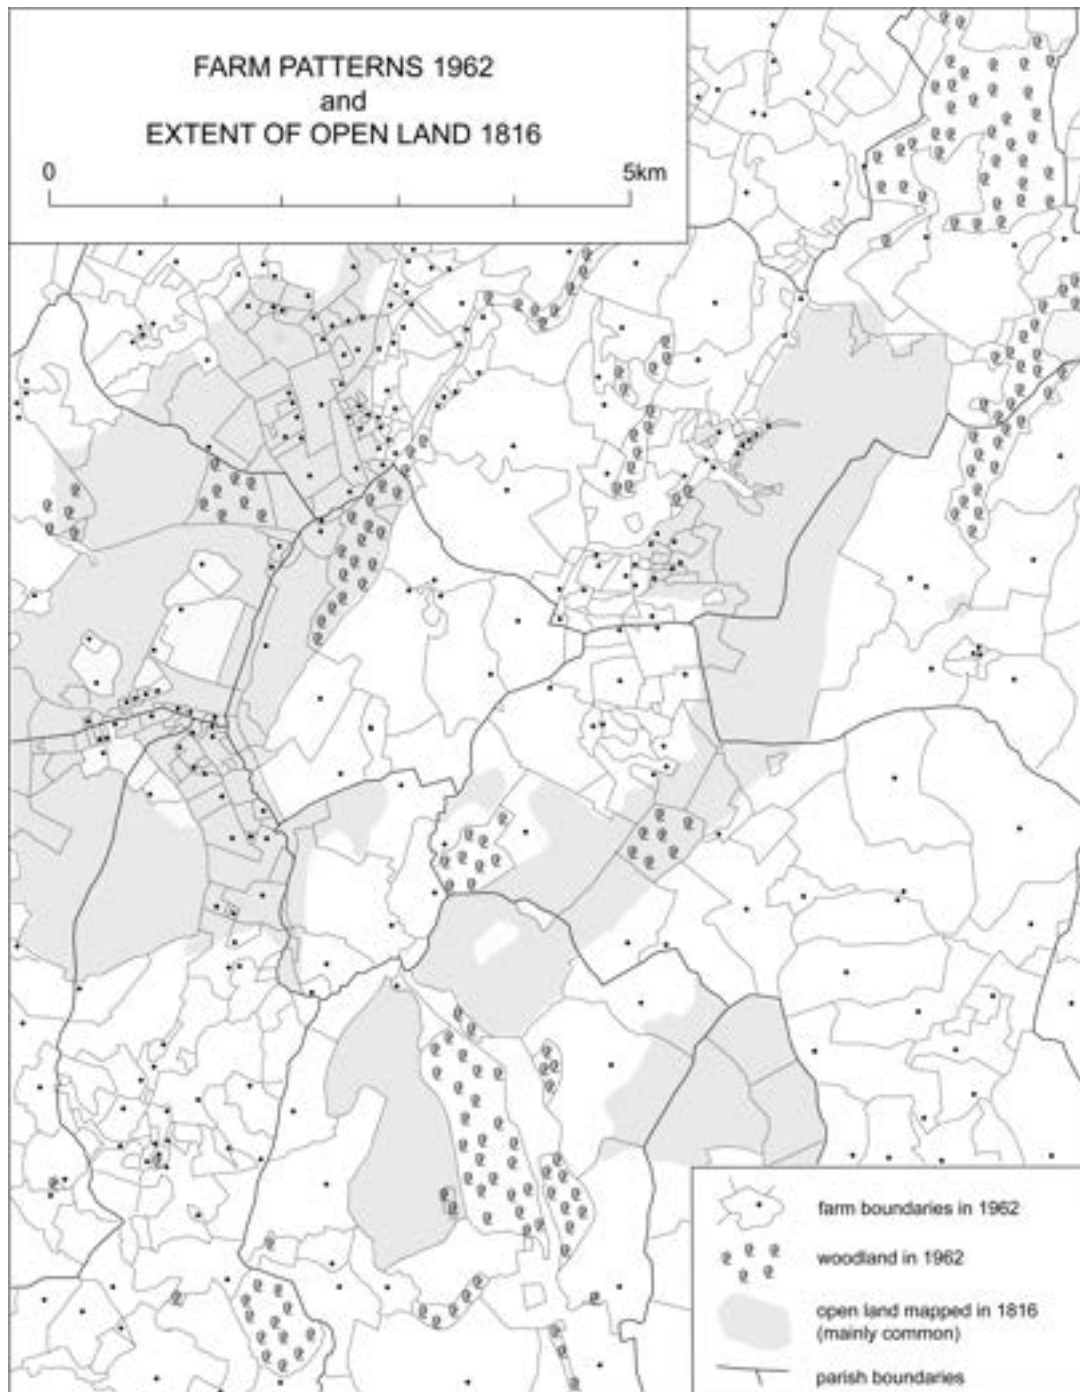 FARM PATTERNS 1962
and
EXTENT OF OPEN LAND 1816
0 5km
farm boundaries in 1962
woodland in 1962
open land mapped in 1816
(mainly common)
parish boundaries